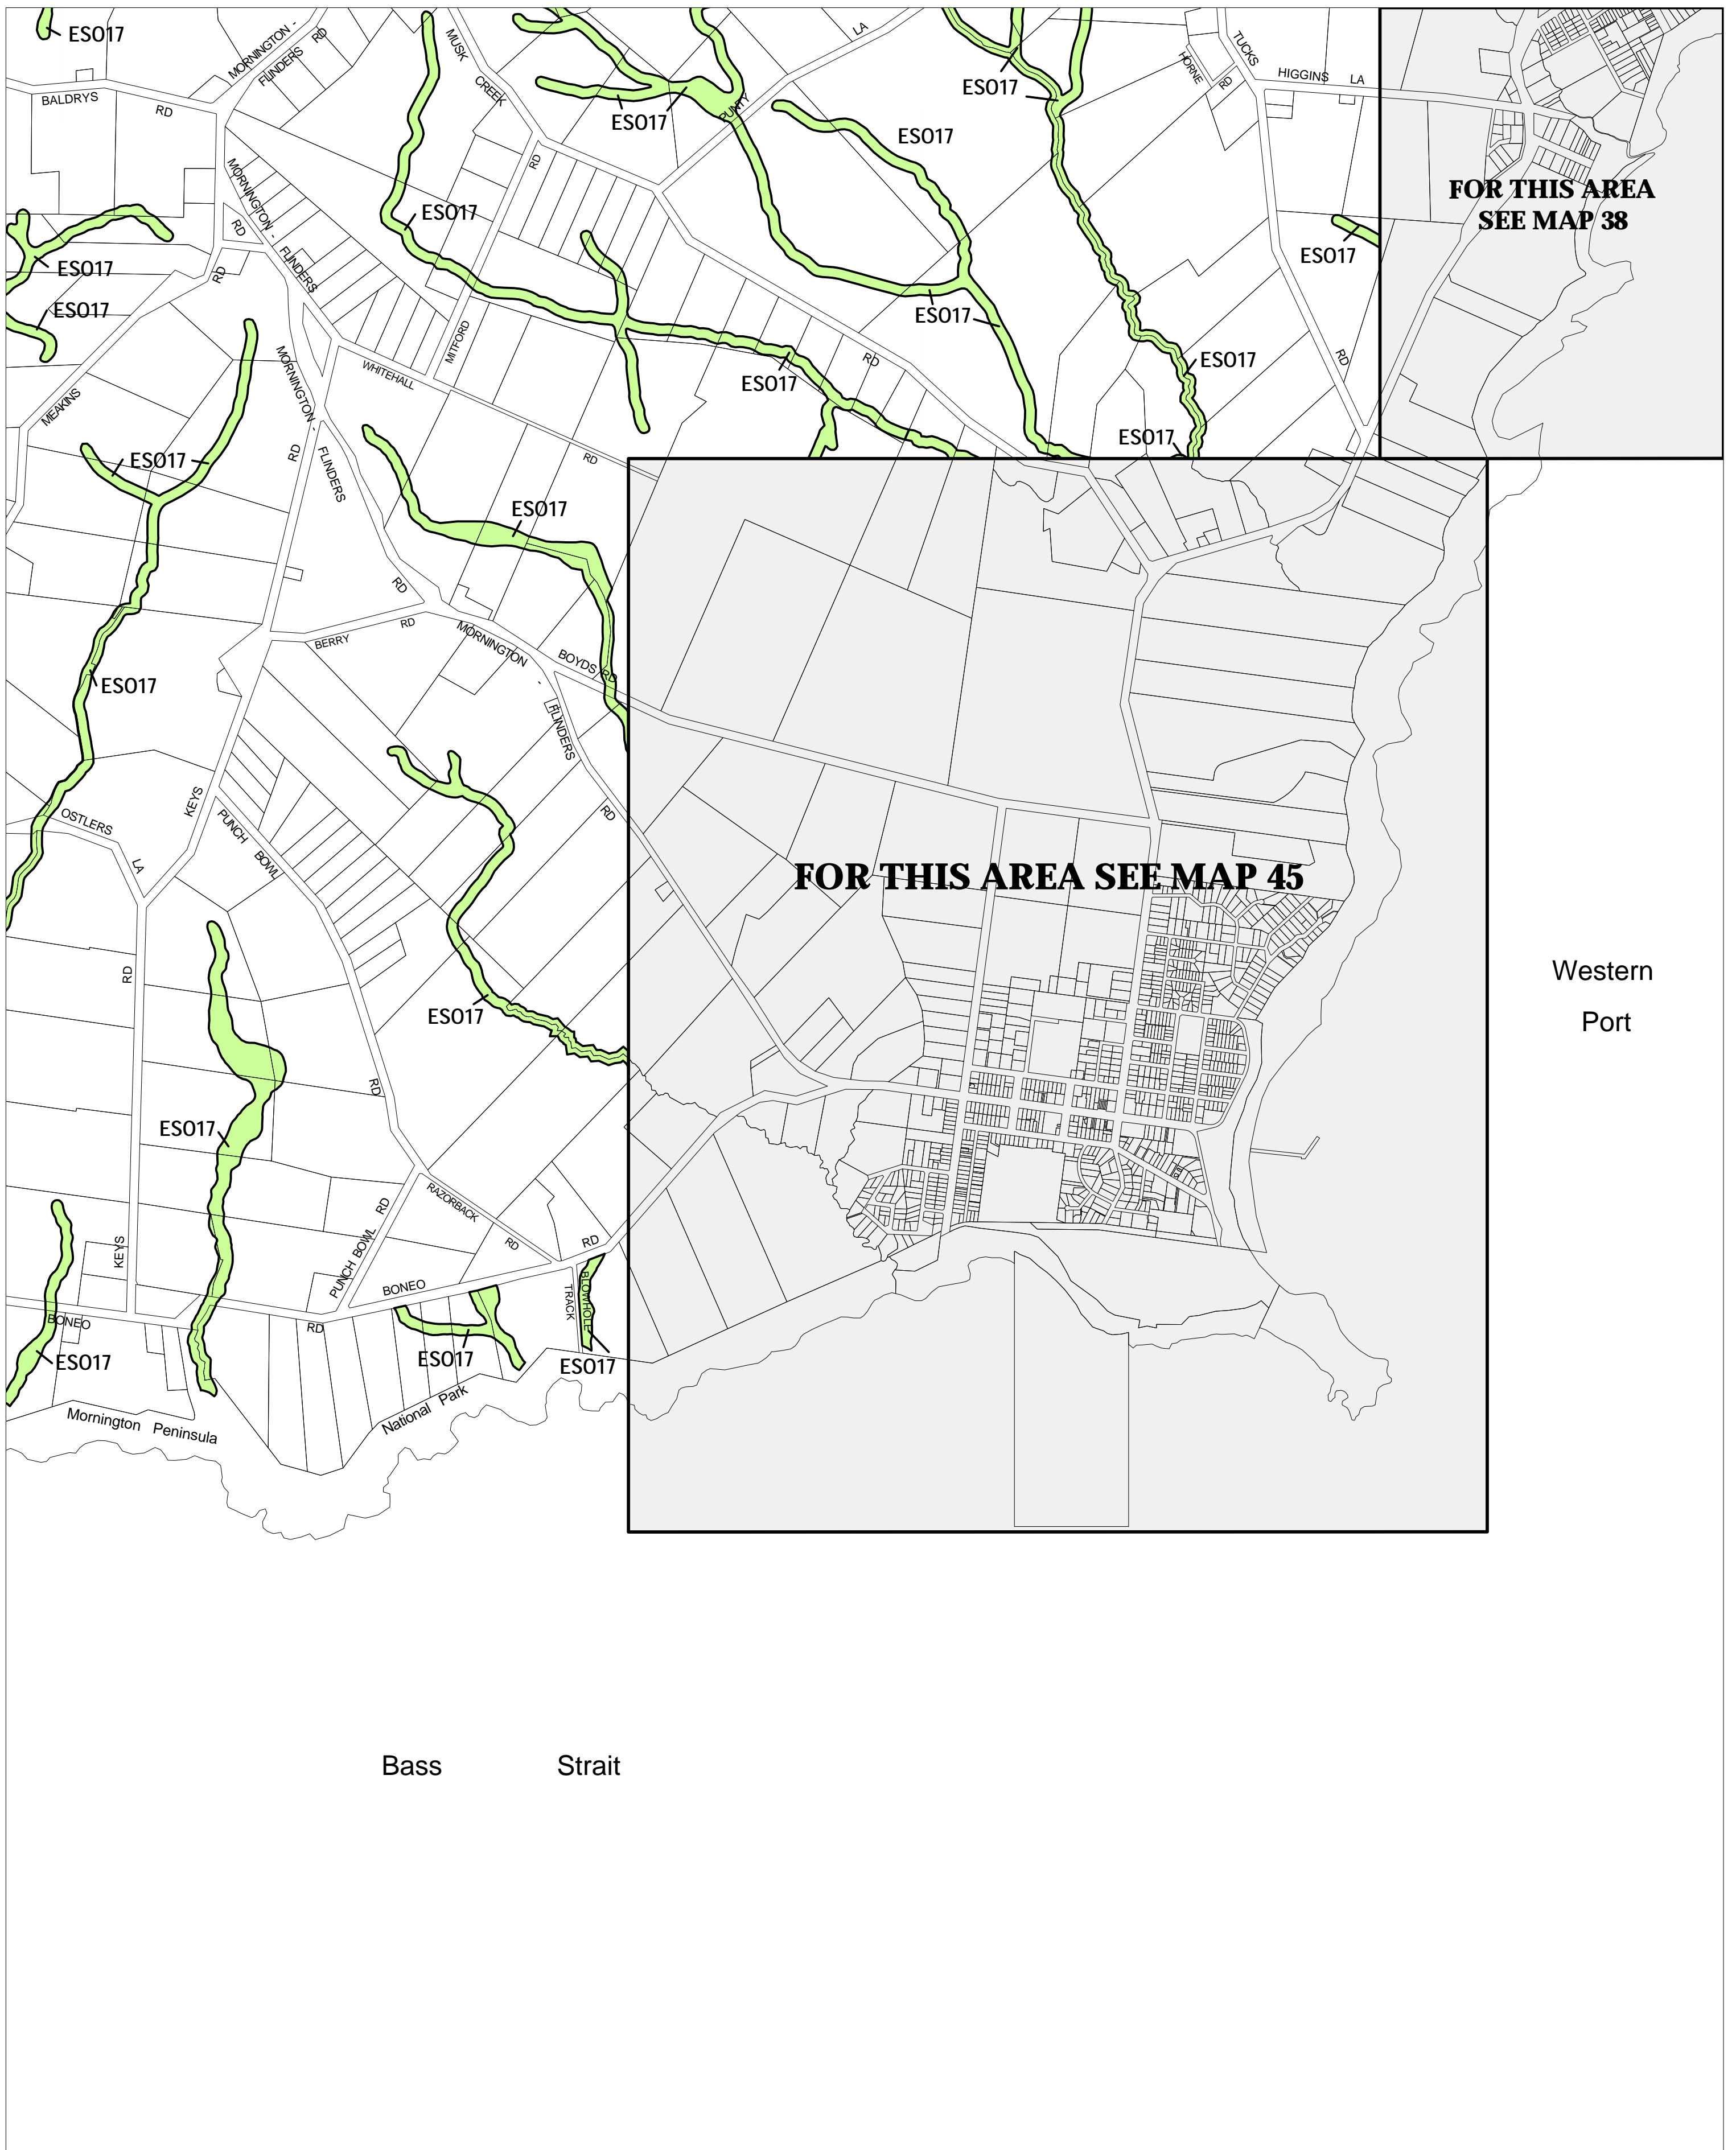 ESO17
MORNINGTON -
FLINDERS
RD
MUSK
CREEK
RD
LA
PUNTY
TUCKS
HORNE
RD
HIGGINS LA
BALDRYS
RD
ESO17
ESO17
ESO17
FOR THIS AREA
SEE MAP 38
ESO17
ESO17
ESO17
ESO17
MORNINGTON -
FLINDERS
RD
RD
ESO17
ESO17
RD
MITFORD
WHITEHALL
RD
ESO17
RD
ESO17
RD
ESO17
MEAKINS
MORNINGTON -
FLINDERS
RD
RD
ESO17
ESO17
BERRY
RD
MORNINGTON
-
FLINDERS
RD
BOYDS RD
ESO17
OSTLERS
LA
KEYS
RD
PUNCH
BOWL
RD
FOR THIS AREA SEE MAP 45
Western
Port
ESO17
ESO17
RAZORBACK
RD
RD
PUNCH BOWL
RD
KEYS
BONEO
RD
BONEO
BLOWHOLE
TRACK
ESO17
ESO17
ESO17
Mornington Peninsula
National Park
Bass Strait